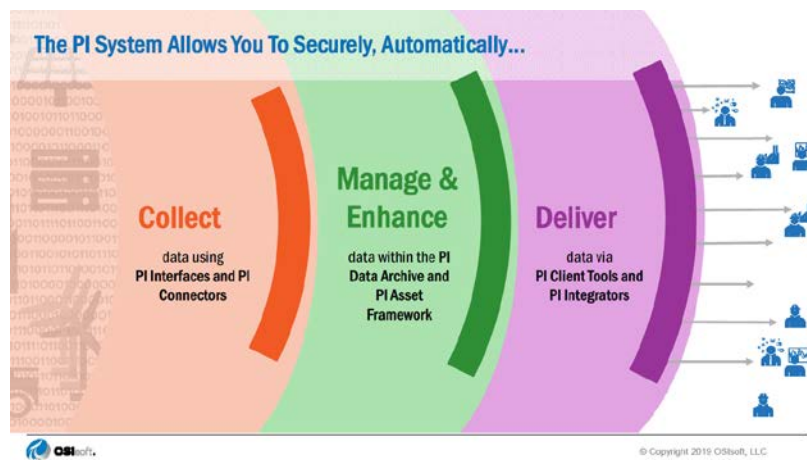 The PI System Allows You To Securely, Automatically...
Collect
data using
PI Interfaces and PI
Connectors
Manage &
Enhance
data within the PI
Data Archive and
PI Asset
Framework
Deliver
data via
PI Client Tools and
PI Integrators
OSIsoft.
© Copyright 2019 OSIsoft, LLC